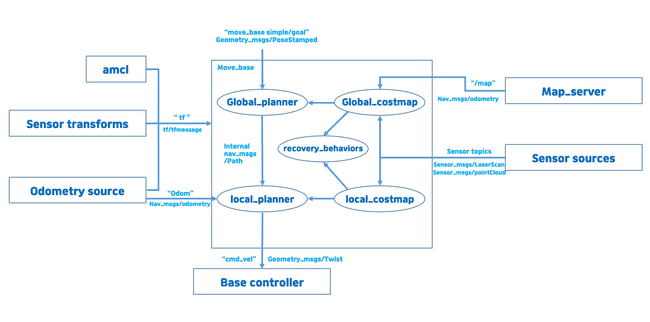 "move_base simple/goal"
Geometry_msgs/PoseStamped
Move_base
amcl
"/map"
Map_server
Nav_msgs/odometry
Global_planner
Global_costmap
Sensor transforms
" tf "
tf/tfmessage
Internal
nav_msgs
/Path
recovery_behaviors
Sensor topics
Sensor_msgs/LaserScan
Sensor_msgs/pointCloud
Sensor sources
Odometry source
"Odom"
Nav_msgs/odometry
local_planner
local_costmap
"cmd_vel"
Geometry_msgs/Twist
Base controller